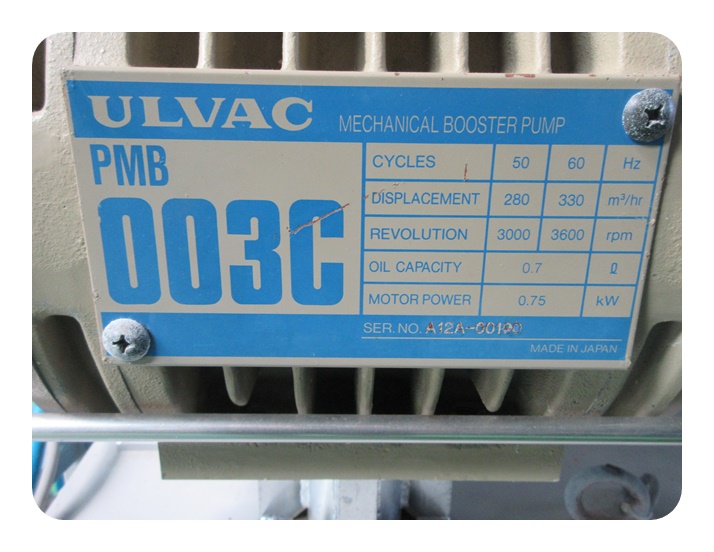 ULVAC MECHANICAL BOOSTER PUMP
PMB
003C
CYCLES 50 60 Hz
DISPLACEMENT 280 330 m³/hr
REVOLUTION 3000 3600 rpm
OIL CAPACITY 0.7 ℓ
MOTOR POWER 0.75 kW
SER.NO.
MADE IN JAPAN